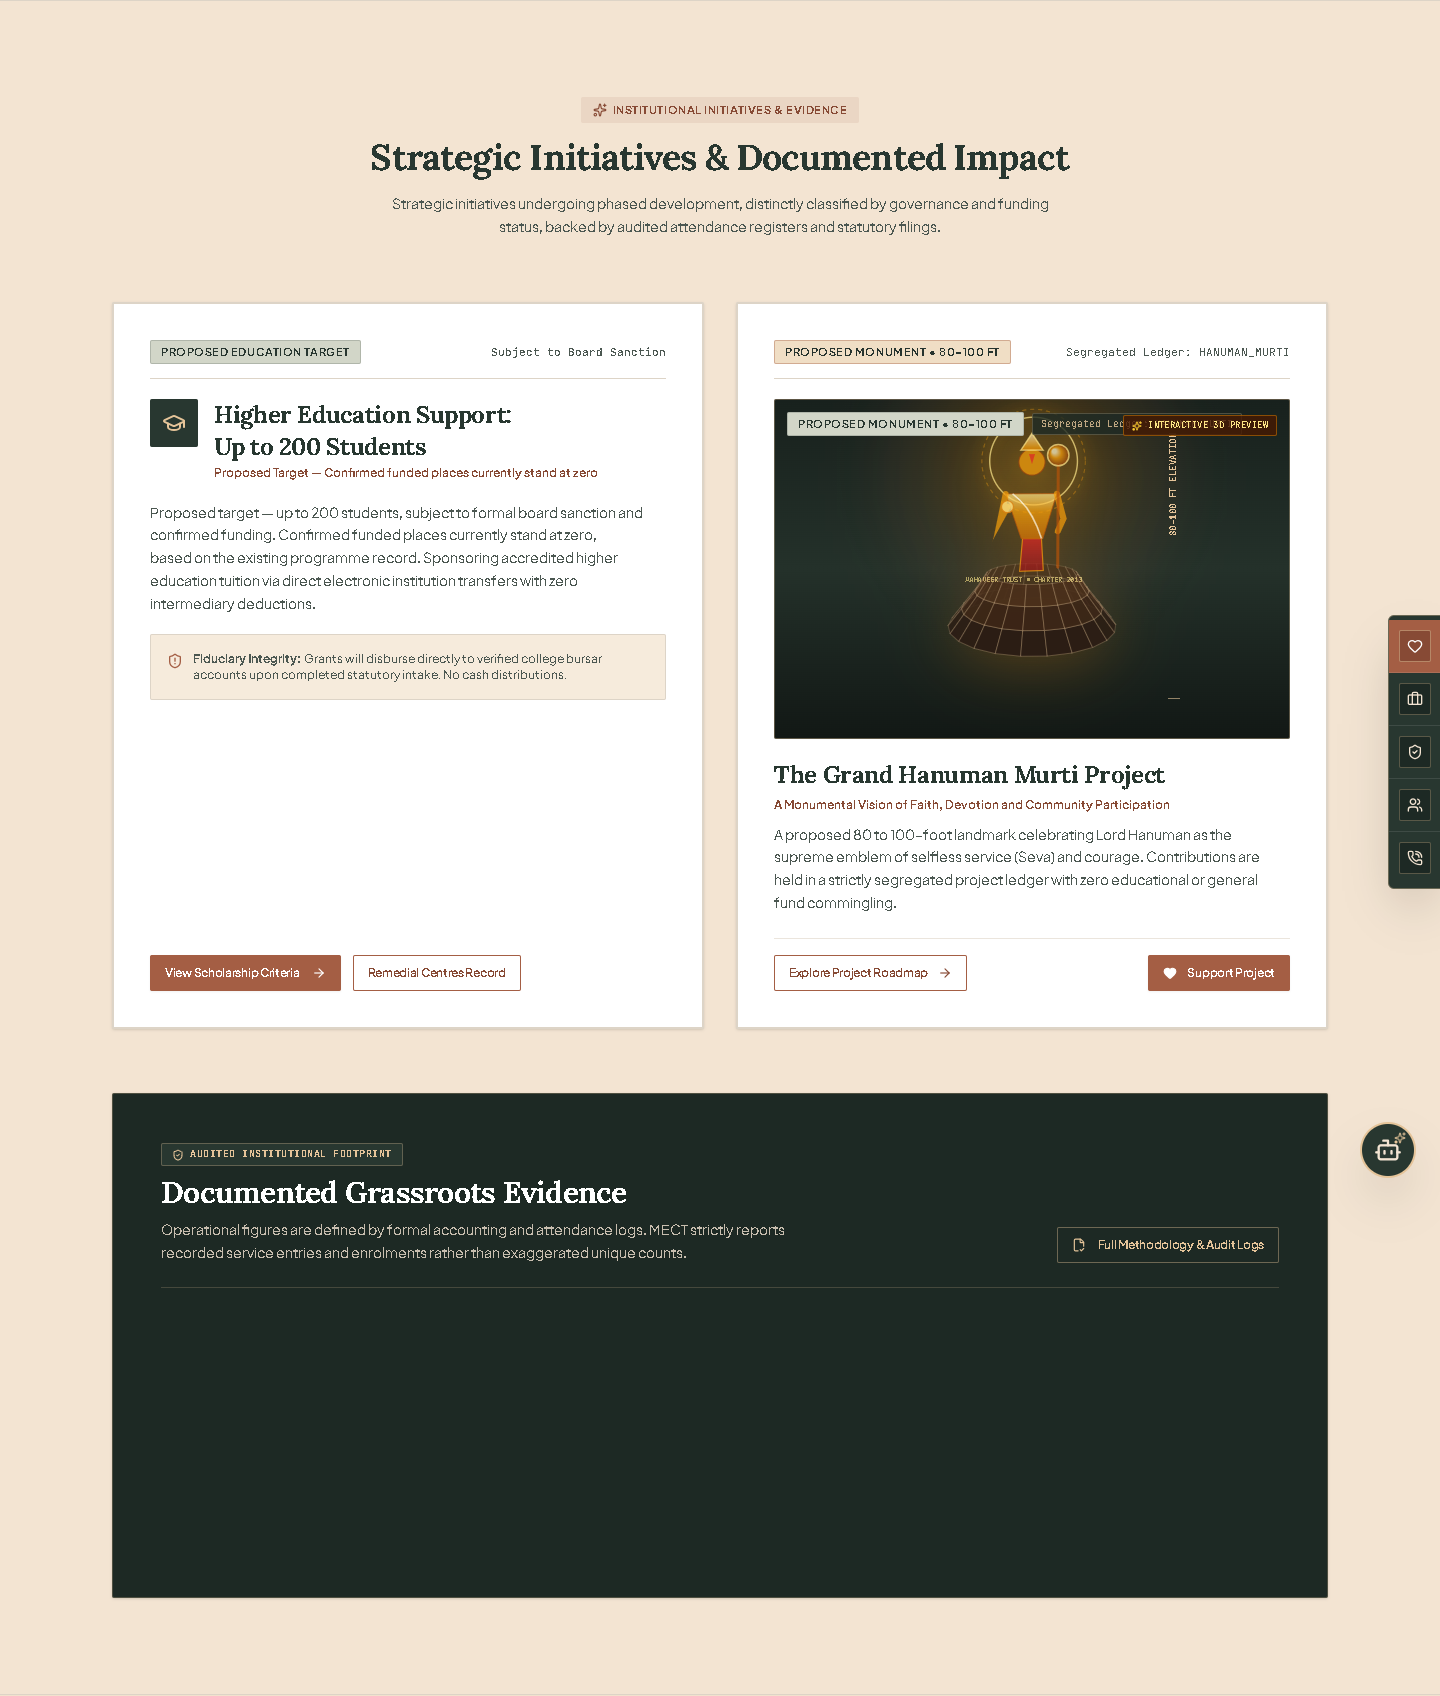 INSTITUTIONAL INITIATIVES & EVIDENCE
Strategic Initiatives & Documented Impact
Strategic initiatives undergoing phased development, distinctly classified by governance and funding
status, backed by audited attendance registers and statutory filings.
PROPOSED EDUCATION TARGET
Subject to Board Sanction
Higher Education Support:
Up to 200 Students
Proposed Target — Confirmed funded places currently stand at zero
Proposed target — up to 200 students, subject to formal board sanction and
confirmed funding. Confirmed funded places currently stand at zero,
based on the existing programme record. Sponsoring accredited higher
education tuition via direct electronic institution transfers with zero
intermediary deductions.
Fiduciary Integrity: Grants will disburse directly to verified college bursar
accounts upon completed statutory intake. No cash distributions.
View Scholarship Criteria
Remedial Centres Record
PROPOSED MONUMENT • 80–100 FT
Segregated Ledger: HANUMAN_MURTI
PROPOSED MONUMENT • 80–100 FT
Segregated Led
INTERACTIVE 3D PREVIEW
80–100 FT ELEVATION
MAHAVEER TRUST • CHARTER 2013
The Grand Hanuman Murti Project
A Monumental Vision of Faith, Devotion and Community Participation
A proposed 80 to 100-foot landmark celebrating Lord Hanuman as the
supreme emblem of selfless service (Seva) and courage. Contributions are
held in a strictly segregated project ledger with zero educational or general
fund commingling.
Explore Project Roadmap
Support Project
AUDITED INSTITUTIONAL FOOTPRINT
Documented Grassroots Evidence
Operational figures are defined by formal accounting and attendance logs. MECT strictly reports
recorded service entries and enrolments rather than exaggerated unique counts.
Full Methodology & Audit Logs